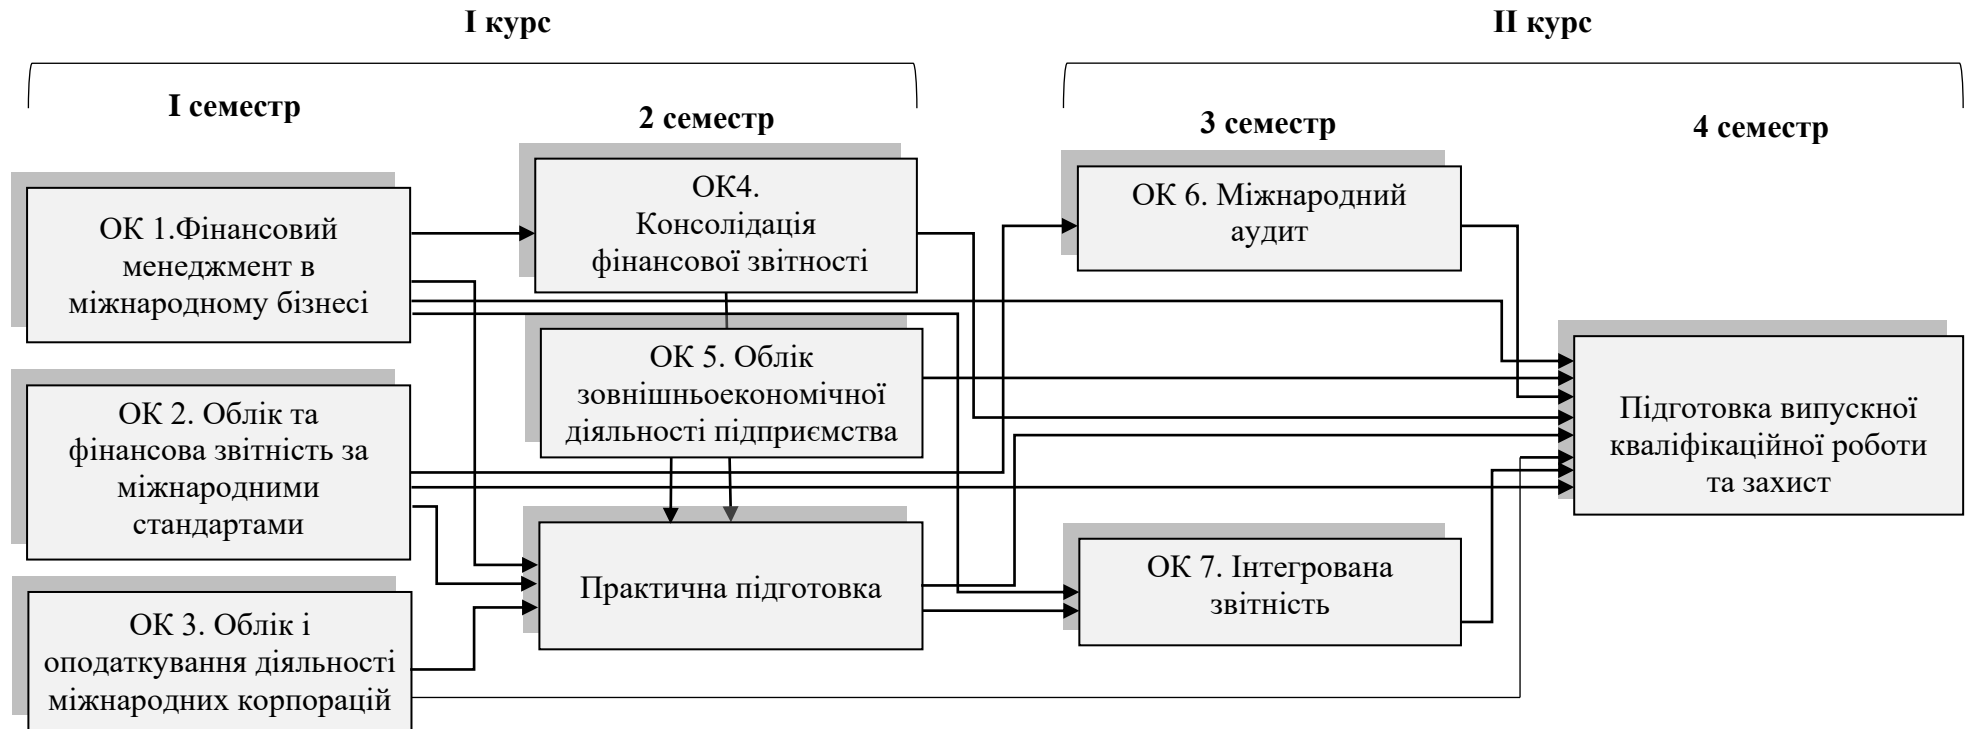 І курс
ІІ курс
І семестр
2 семестр
3 семестр
4 семестр
ОК 1.Фінансовий
менеджмент в
міжнародному бізнесі
ОК4.
Консолідація
фінансової звітності
ОК 6. Міжнародний
аудит
ОК 2. Облік та
фінансова звітність за
міжнародними
стандартами
ОК 5. Облік
зовнішньоекономічної
діяльності підприємства
Підготовка випускної
кваліфікаційної роботи
та захист
ОК 3. Облік і
оподаткування діяльності
міжнародних корпорацій
Практична підготовка
ОК 7. Інтегрована
звітність